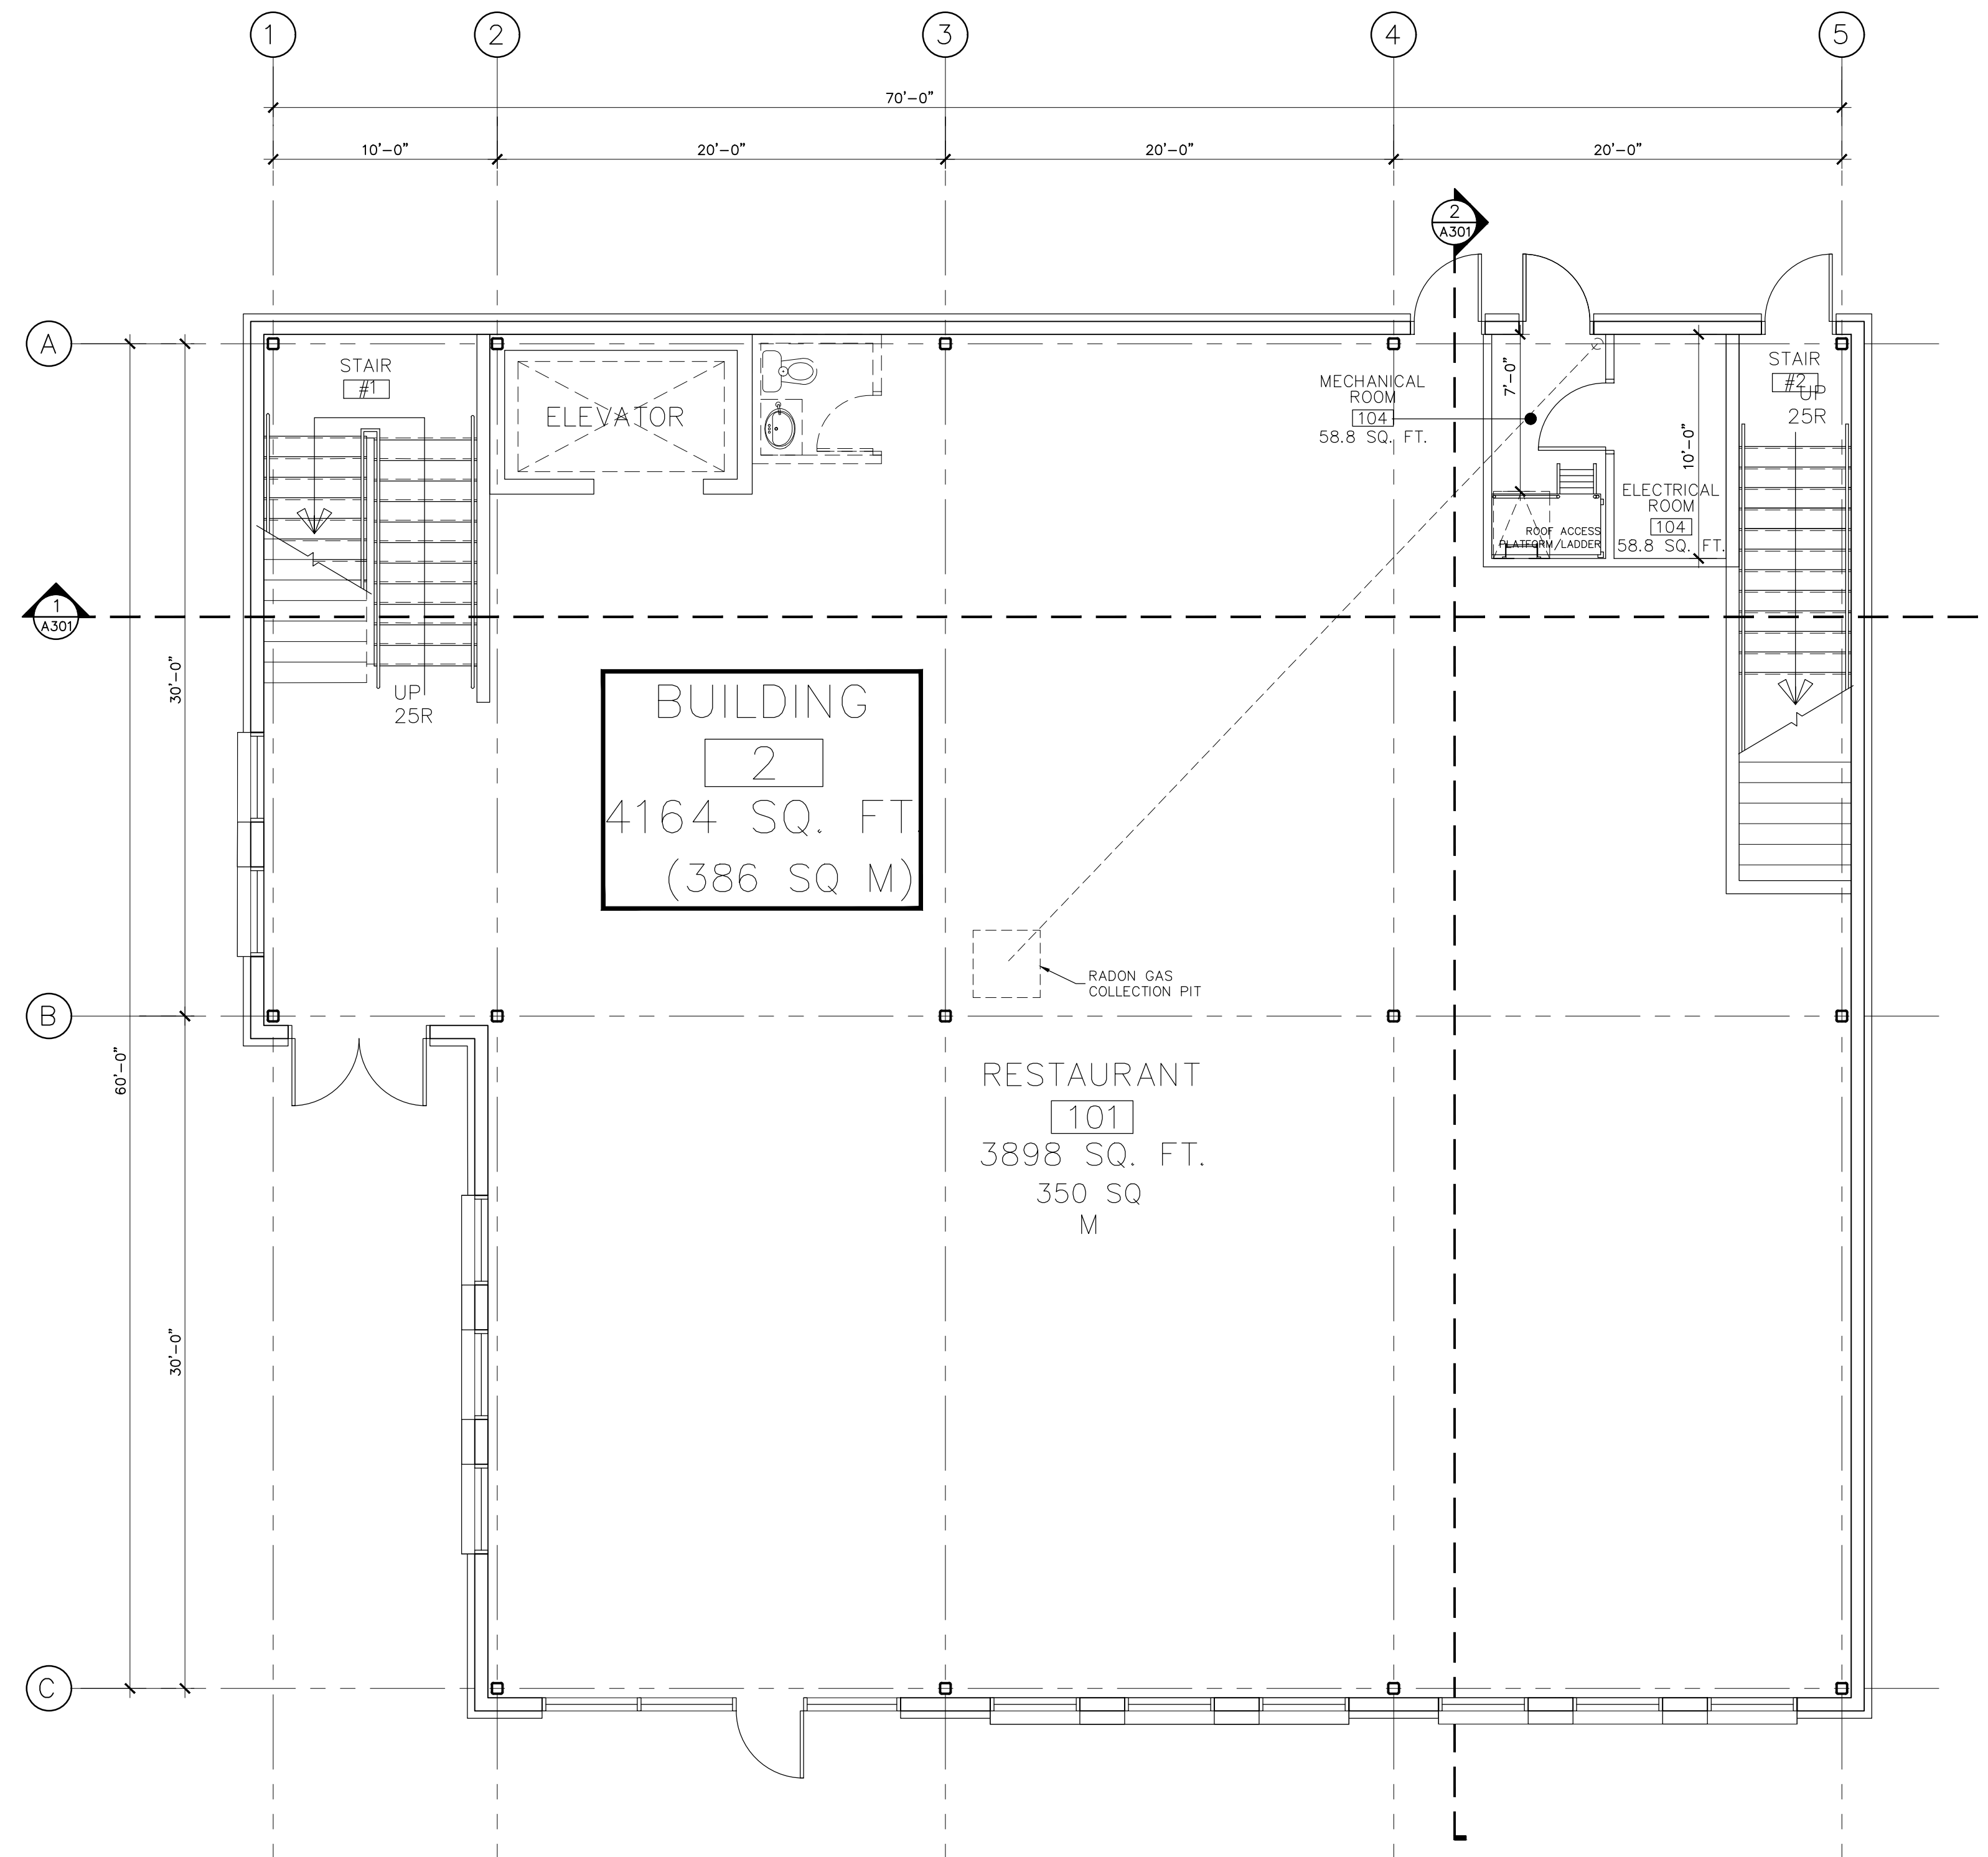 1
2
3
4
5
70'-0"
10'-0"
20'-0"
20'-0"
20'-0"
2
A301
A
STAIR
#1
ELEVATOR
MECHANICAL
ROOM
104
58.8 SQ. FT.
7'-0"
10'-0"
STAIR
#2
UP
25R
ELECTRICAL
ROOM
104
58.8 SQ. FT.
ROOF ACCESS
PLATFORM/LADDER
1
A301
30'-0"
UP
25R
BUILDING
2
4164 SQ. FT.
(386 SQ M)
RADON GAS
COLLECTION PIT
B
60'-0"
RESTAURANT
101
3898 SQ. FT.
350 SQ
M
30'-0"
C